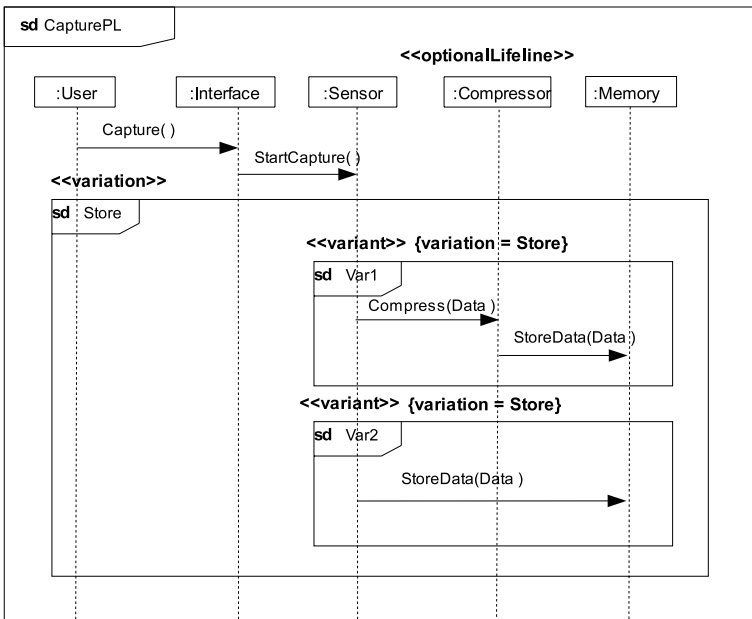 sd CapturePL
<<optionalLifeline>>
:User :Interface :Sensor :Compressor :Memory
Capture( )
StartCapture( )
<<variation>>
sd Store
<<variant>> {variation = Store}
sd Var1
Compress(Data )
StoreData(Data )
<<variant>> {variation = Store}
sd Var2
StoreData(Data )